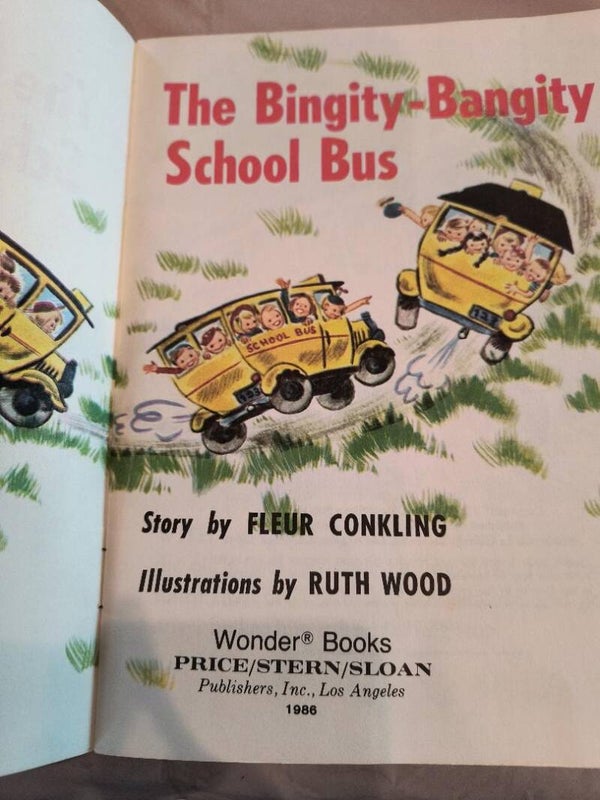 The Bingity-Bangity
School Bus
SCHOOL BUS
Story by FLEUR CONKLING
Illustrations by RUTH WOOD
Wonder® Books
PRICE/STERN/SLOAN
Publishers, Inc., Los Angeles
1986